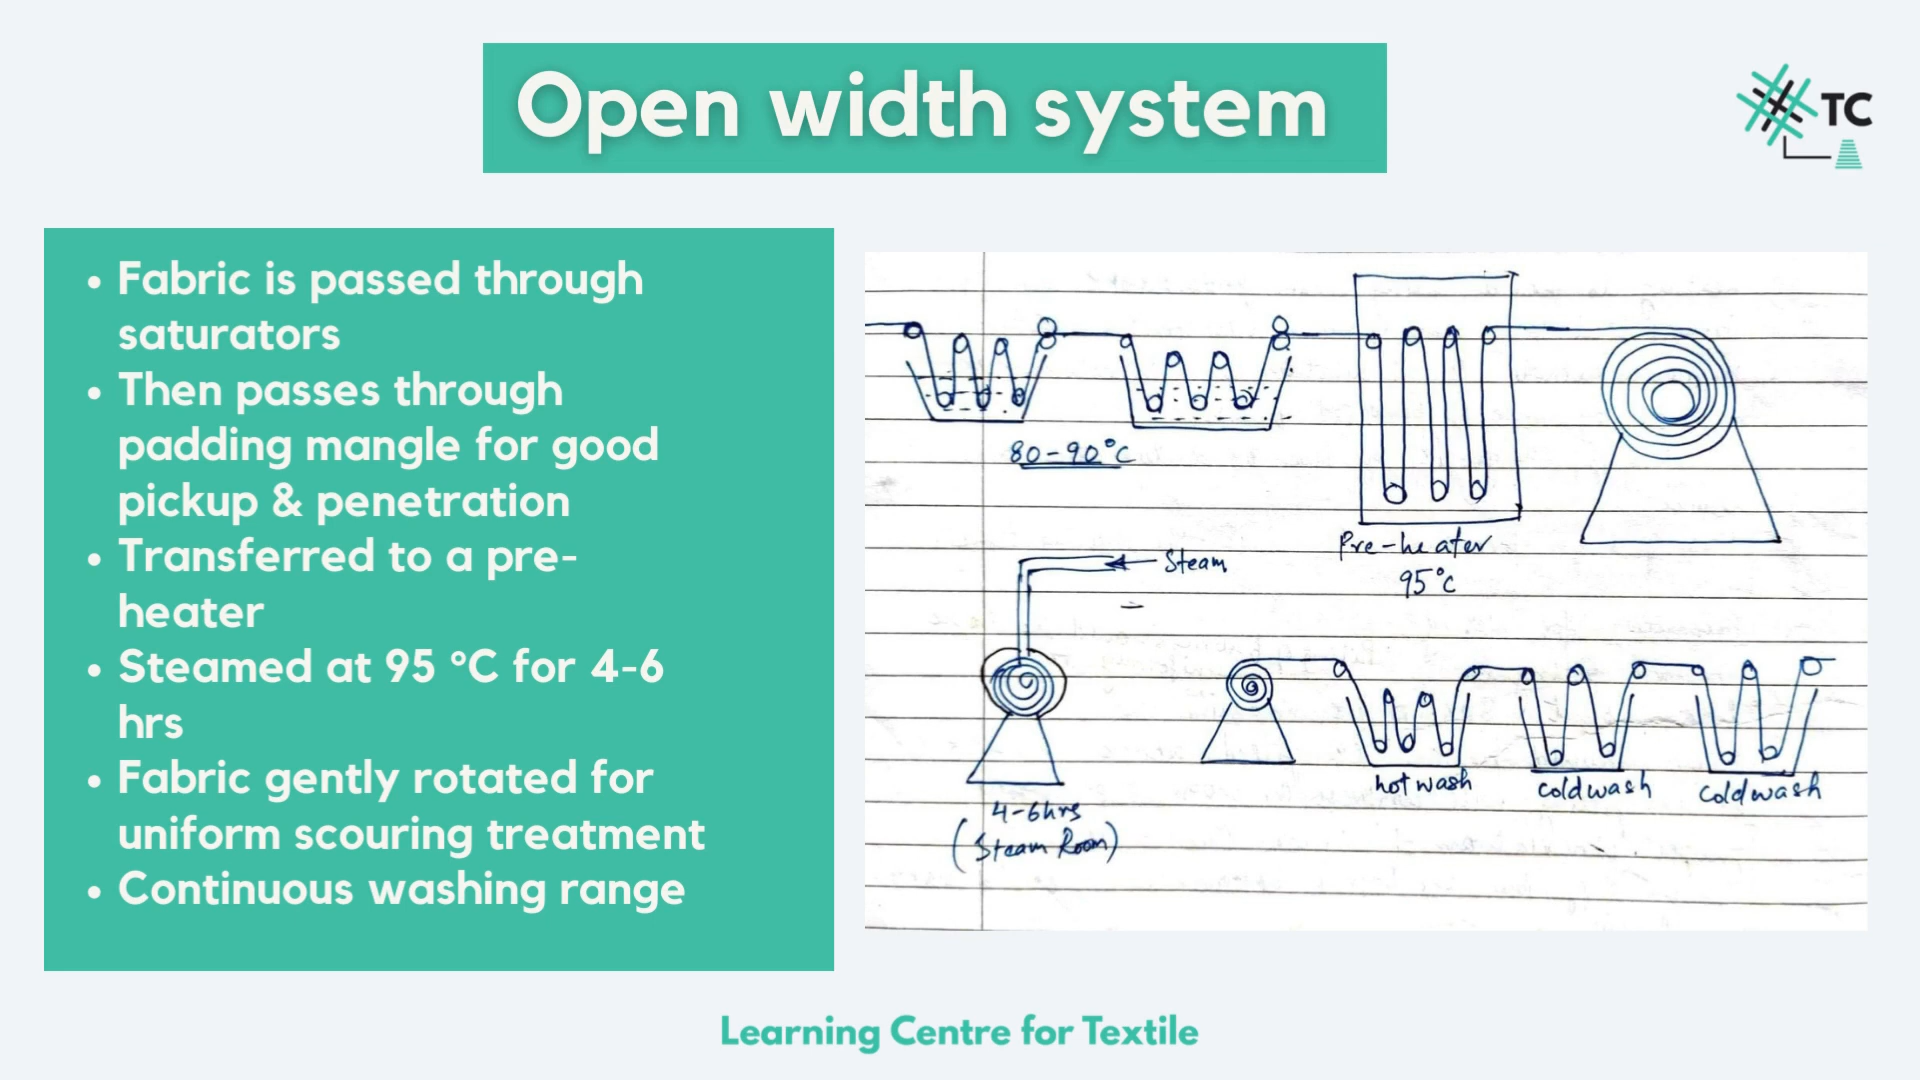 Open width system
TC
• Fabric is passed through
saturators
• Then passes through
padding mangle for good
pickup & penetration
• Transferred to a pre-
heater
• Steamed at 95 °C for 4-6
hrs
• Fabric gently rotated for
uniform scouring treatment
• Continuous washing range
80-90°C
Pre-heater
95°C
Steam
4-6hrs
(Steam Room)
hot wash
cold wash
cold wash
Learning Centre for Textile